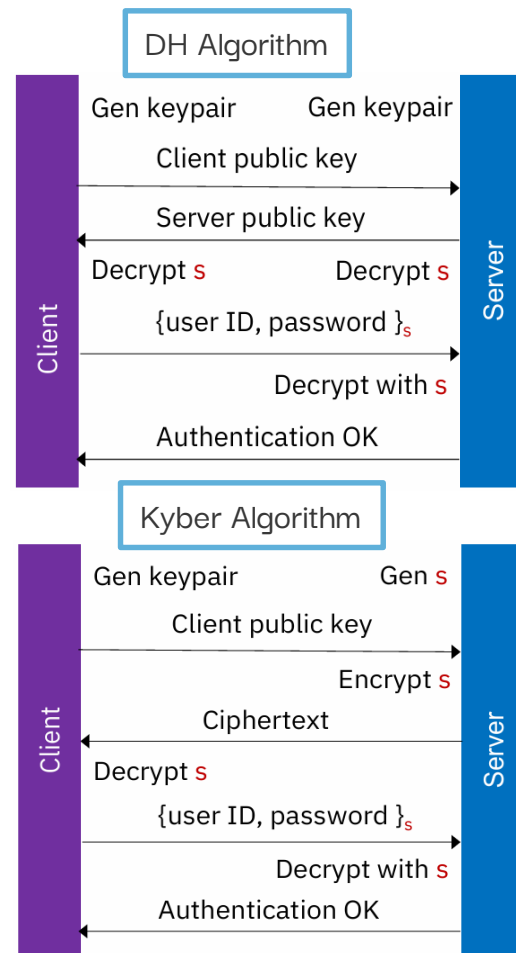 DH Algorithm
Gen keypair Gen keypair
Client public key
Server public key
Decrypt s Decrypt s
{user ID, password }s
Decrypt with s
Authentication OK
Client
Server
Kyber Algorithm
Gen keypair Gen s
Client public key
Encrypt s
Ciphertext
Decrypt s
{user ID, password }s
Decrypt with s
Authentication OK
Client
Server